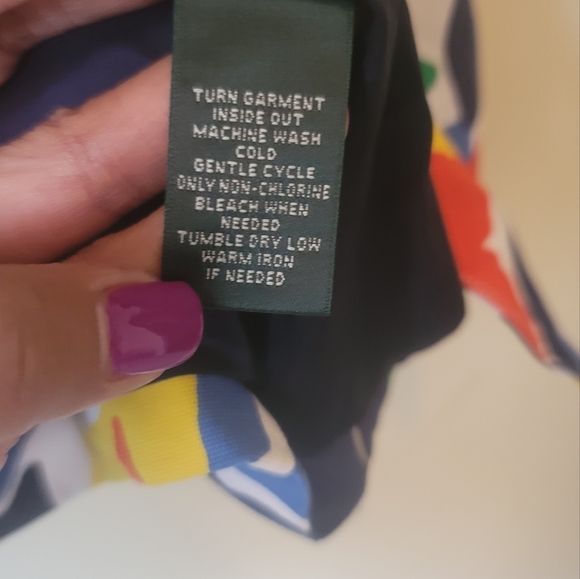 TURN GARMENT
INSIDE OUT
MACHINE WASH
COLD
GENTLE CYCLE
ONLY NON-CHLORINE
BLEACH WHEN
NEEDED
TUMBLE DRY LOW
WARM IRON
IF NEEDED